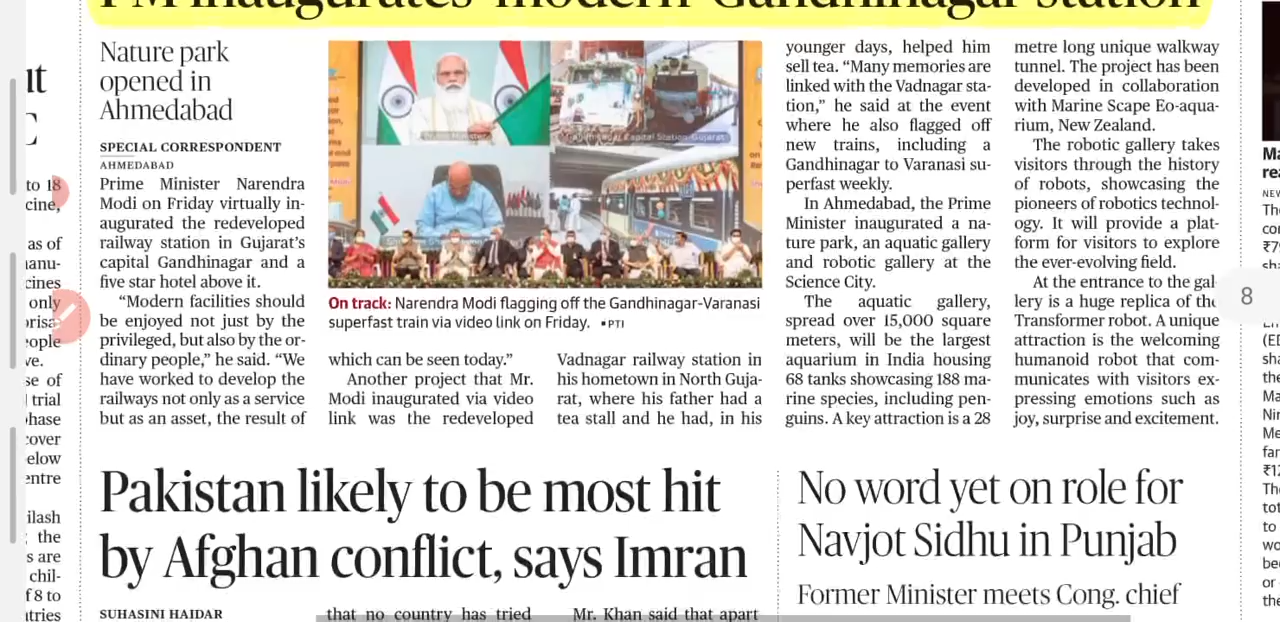 PM inaugurates 'modern' Gandhinagar station
Nature park
opened in
Ahmedabad
SPECIAL CORRESPONDENT
AHMEDABAD
Prime Minister Narendra
Modi on Friday virtually in-
augurated the redeveloped
railway station in Gujarat's
capital Gandhinagar and a
five star hotel above it.
“Modern facilities should
be enjoyed not just by the
privileged, but also by the or-
dinary people,” he said. “We
have worked to develop the
railways not only as a service
but as an asset, the result of
On track: Narendra Modi flagging off the Gandhinagar-Varanasi
superfast train via video link on Friday. ▪PTI
which can be seen today.”
Another project that Mr.
Modi inaugurated via video
link was the redeveloped
Vadnagar railway station in
his hometown in North Guja-
rat, where his father had a
tea stall and he had, in his
younger days, helped him
sell tea. “Many memories are
linked with the Vadnagar sta-
tion,” he said at the event
where he also flagged off
new trains, including a
Gandhinagar to Varanasi su-
perfast weekly.
In Ahmedabad, the Prime
Minister inaugurated a na-
ture park, an aquatic gallery
and robotic gallery at the
Science City.
The aquatic gallery,
spread over 15,000 square
meters, will be the largest
aquarium in India housing
68 tanks showcasing 188 ma-
rine species, including pen-
guins. A key attraction is a 28
metre long unique walkway
tunnel. The project has been
developed in collaboration
with Marine Scape Eo-aqua-
rium, New Zealand.
The robotic gallery takes
visitors through the history
of robots, showcasing the
pioneers of robotics technol-
ogy. It will provide a plat-
form for visitors to explore
the ever-evolving field.
At the entrance to the gal-
lery is a huge replica of the
Transformer robot. A unique
attraction is the welcoming
humanoid robot that com-
municates with visitors ex-
pressing emotions such as
joy, surprise and excitement.
8
Pakistan likely to be most hit
by Afghan conflict, says Imran
SUHASINI HAIDAR
that no country has tried
Mr. Khan said that apart
No word yet on role for
Navjot Sidhu in Punjab
Former Minister meets Cong. chief